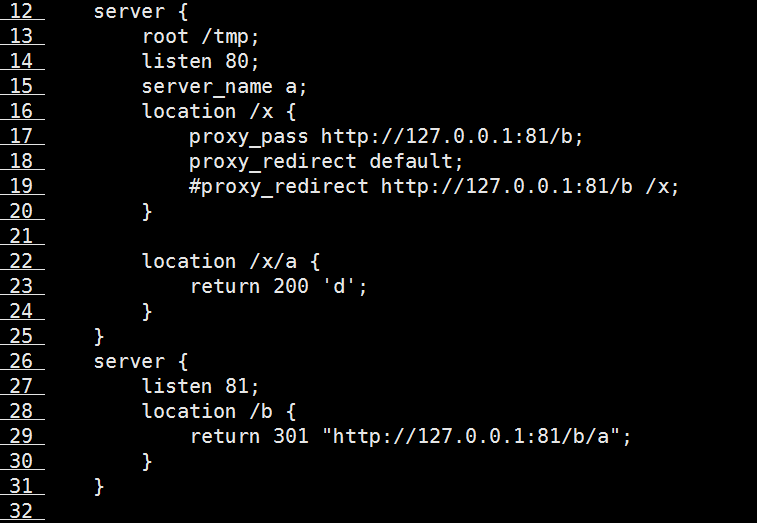 12 server {
13 root /tmp;
14 listen 80;
15 server_name a;
16 location /x {
17 proxy_pass http://127.0.0.1:81/b;
18 proxy_redirect default;
19 #proxy_redirect http://127.0.0.1:81/b /x;
20 }
21
22 location /x/a {
23 return 200 'd';
24 }
25 }
26 server {
27 listen 81;
28 location /b {
29 return 301 "http://127.0.0.1:81/b/a";
30 }
31 }
32